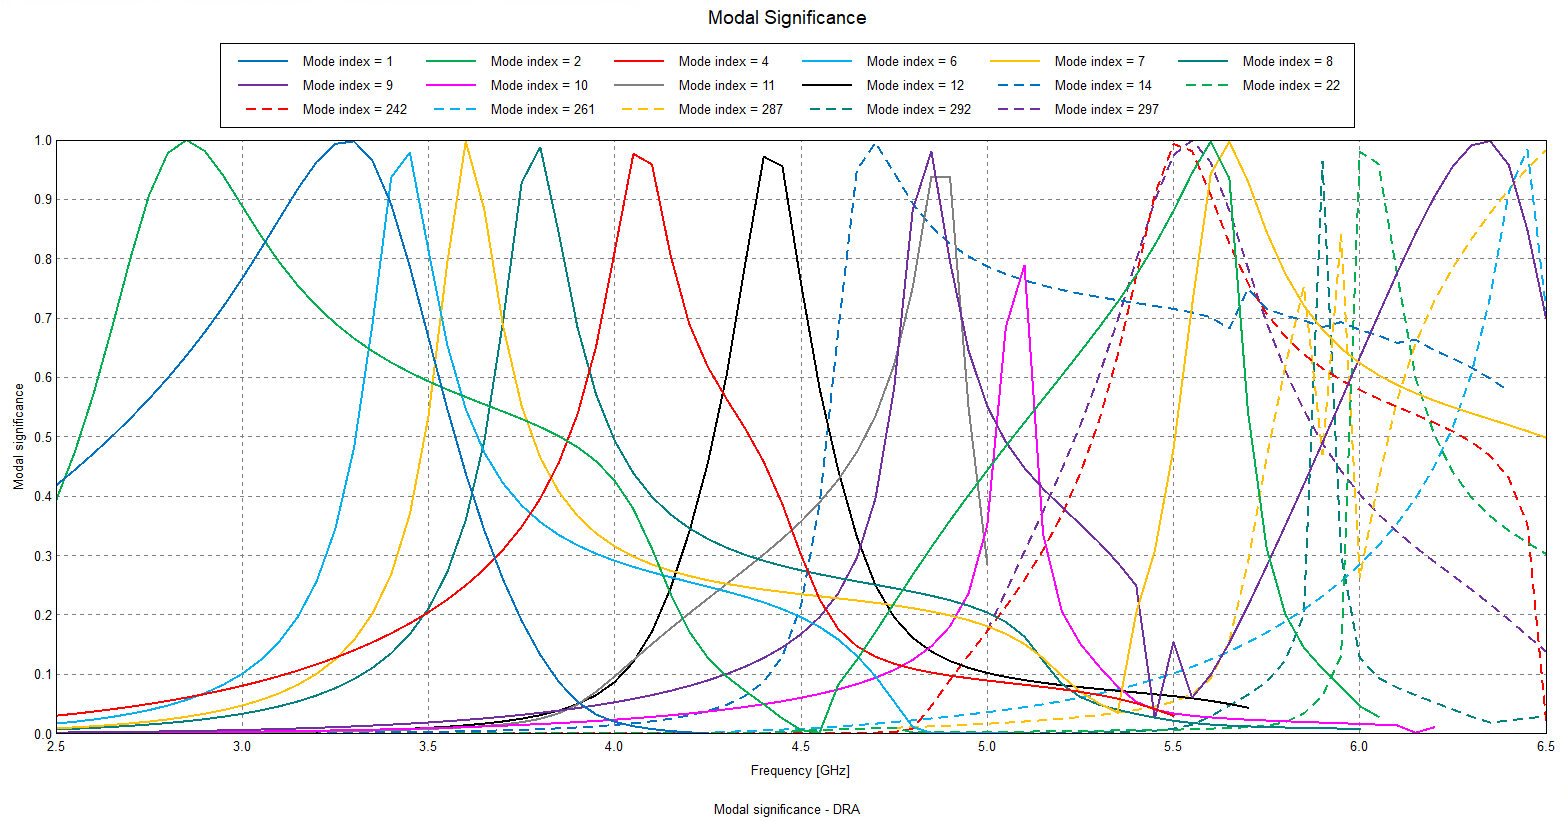 Modal Significance
Mode index = 1 Mode index = 2 Mode index = 4 Mode index = 6 Mode index = 7 Mode index = 8
Mode index = 9 Mode index = 10 Mode index = 11 Mode index = 12 Mode index = 14 Mode index = 22
Mode index = 242 Mode index = 261 Mode index = 287 Mode index = 292 Mode index = 297
1.0
0.9
0.8
0.7
0.6
0.5
0.4
0.3
0.2
0.1
0.0
Modal significance
2.5 3.0 3.5 4.0 4.5 5.0 5.5 6.0 6.5
Frequency [GHz]
Modal significance - DRA